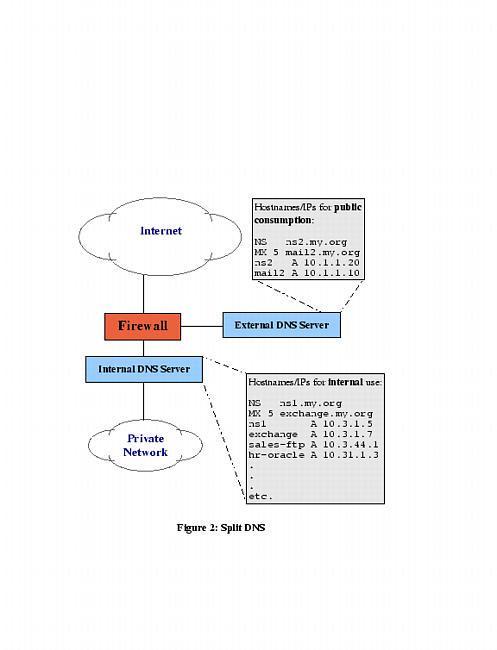 Internet
Hostnames/IPs for public
consumption:
NS ns2.my.org
MX 5 mail2.my.org
ns2 A 10.1.1.20
mail2 A 10.1.1.10
Firewall
External DNS Server
Internal DNS Server
Hostnames/IPs for internal use:
NS ns1.my.org
MX 5 exchange.my.org
ns1 A 10.3.1.5
exchange A 10.3.1.7
sales-ftp A 10.3.44.1
hr-oracle A 10.31.1.3
.
.
.
etc.
Private
Network
Figure 2: Split DNS